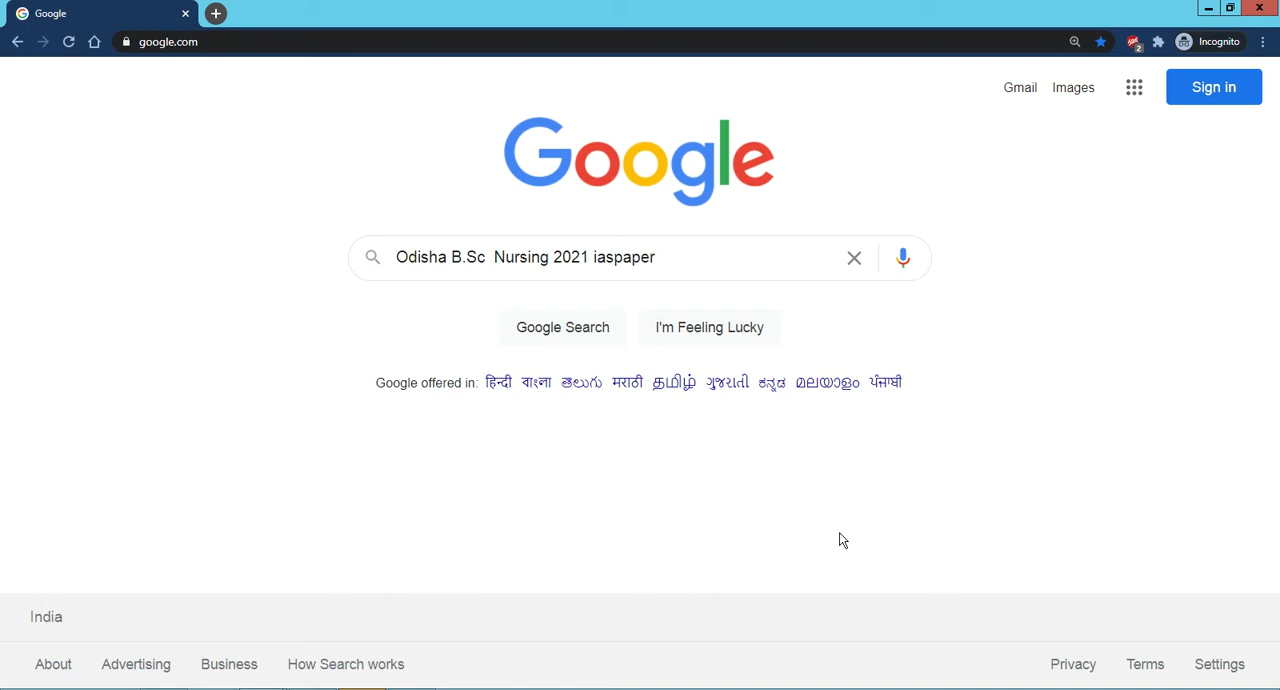 Google
google.com
2
Incognito
Gmail Images
Sign in
Google
Odisha B.Sc  Nursing 2021 iaspaper
Google Search
I'm Feeling Lucky
Google offered in: हिन्दी বাংলা తెలుగు मराठी தமிழ் ગુજરાતી ಕನ್ನಡ മലയാളം ਪੰਜਾਬੀ
India
About Advertising Business How Search works
Privacy Terms Settings